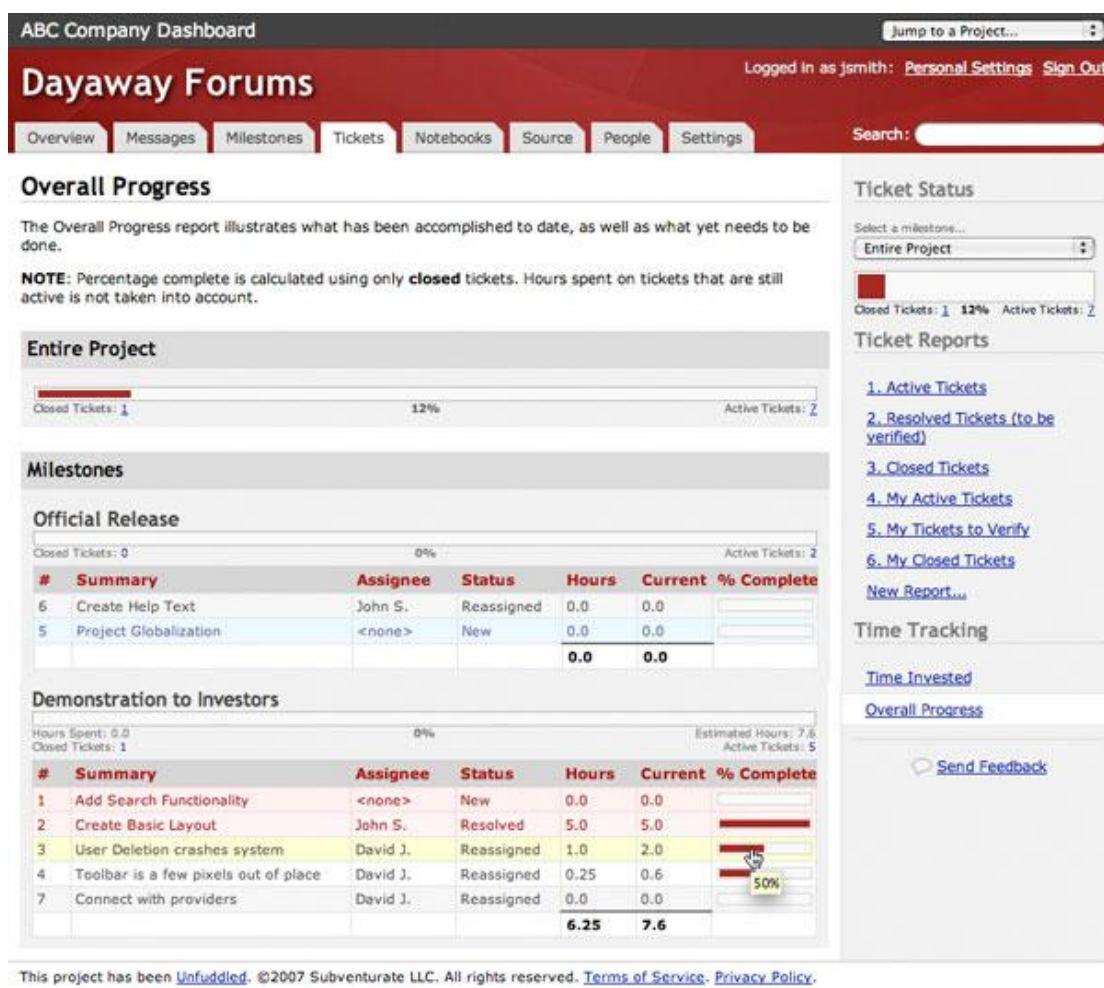 ABC Company Dashboard
Jump to a Project...
Dayaway Forums
Logged in as jsmith: Personal Settings Sign Out
Overview Messages Milestones Tickets Notebooks Source People Settings
Search:
Overall Progress
The Overall Progress report illustrates what has been accomplished to date, as well as what yet needs to be
done.
NOTE: Percentage complete is calculated using only closed tickets. Hours spent on tickets that are still
active is not taken into account.
Entire Project
Closed Tickets: 1 12% Active Tickets: 7
Milestones
Official Release
Closed Tickets: 0 0% Active Tickets: 2
# Summary Assignee Status Hours Current % Complete
6 Create Help Text John S. Reassigned 0.0 0.0
5 Project Globalization <none> New 0.0 0.0
0.0 0.0
Demonstration to Investors
Hours Spent: 0.0 0% Estimated Hours: 7.6
Closed Tickets: 1 Active Tickets: 5
# Summary Assignee Status Hours Current % Complete
1 Add Search Functionality <none> New 0.0 0.0
2 Create Basic Layout John S. Resolved 5.0 5.0
3 User Deletion crashes system David J. Reassigned 1.0 2.0
4 Toolbar is a few pixels out of place David J. Reassigned 0.25 0.6
50%
7 Connect with providers David J. Reassigned 0.0 0.0
6.25 7.6
Ticket Status
Select a milestone...
Entire Project
Closed Tickets: 1 12% Active Tickets: 7
Ticket Reports
1. Active Tickets
2. Resolved Tickets (to be
verified)
3. Closed Tickets
4. My Active Tickets
5. My Tickets to Verify
6. My Closed Tickets
New Report...
Time Tracking
Time Invested
Overall Progress
Send Feedback
This project has been Unfuddled. ©2007 Subventurate LLC. All rights reserved. Terms of Service. Privacy Policy.